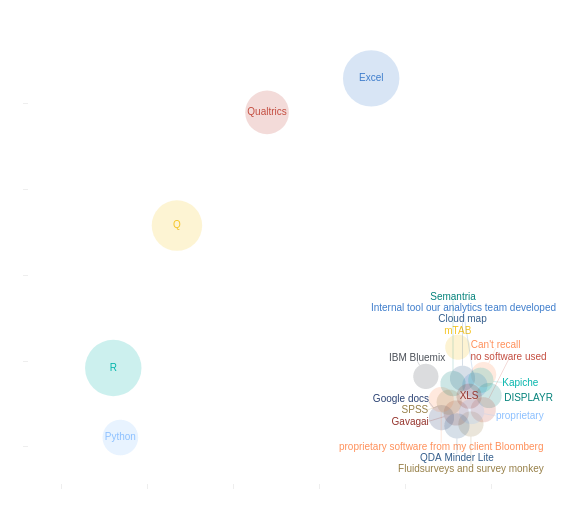 Excel
Qualtrics
Q
Semantria
Internal tool our analytics team developed
Cloud map
mTAB
Can't recall
IBM Bluemix
no software used
R
Kapiche
Google docs
XLS
DISPLAYR
SPSS
proprietary
Gavagai
Python
proprietary software from my client Bloomberg
QDA Minder Lite
Fluidsurveys and survey monkey